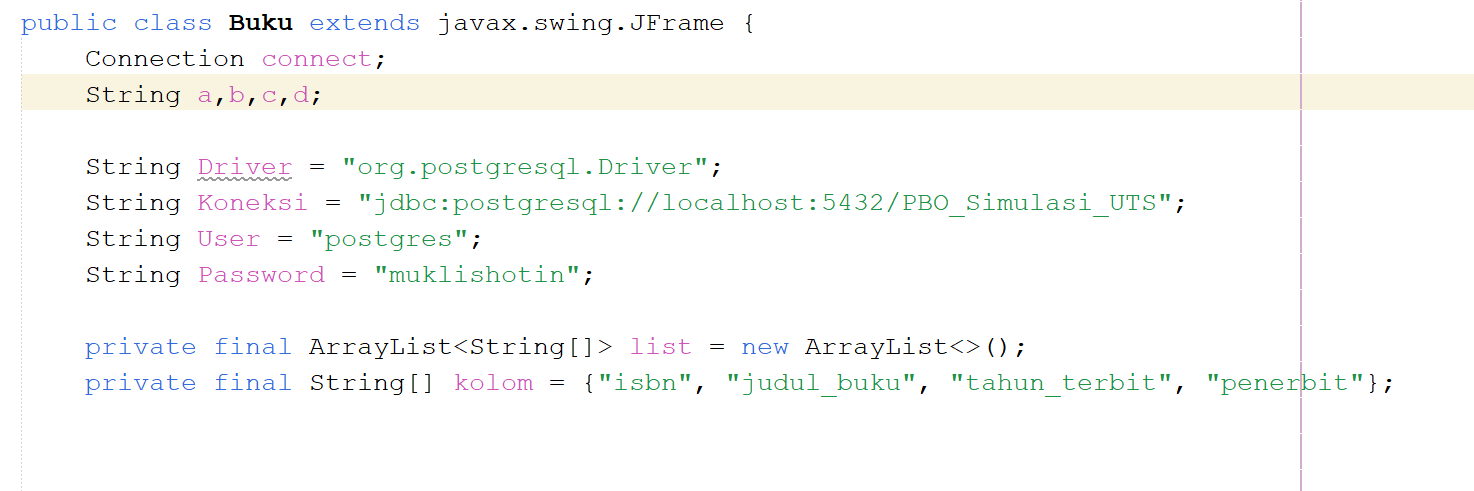 public class Buku extends javax.swing.JFrame {
Connection connect;
String a,b,c,d;
String Driver = "org.postgresql.Driver";
String Koneksi = "jdbc:postgresql://localhost:5432/PBO_Simulasi_UTS";
String User = "postgres";
String Password = "muklishotin";
private final ArrayList<String[]> list = new ArrayList<>();
private final String[] kolom = {"isbn", "judul_buku", "tahun_terbit", "penerbit"};